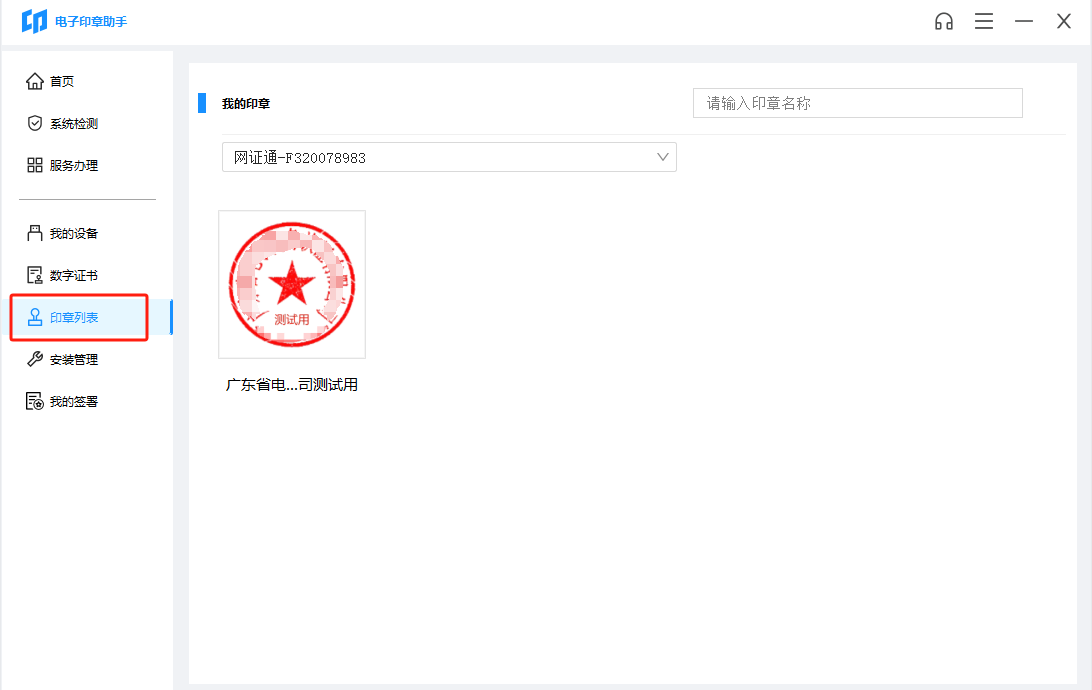 电子印章助手
首页
系统检测
服务办理
我的设备
数字证书
印章列表
安装管理
我的签署
我的印章
请输入印章名称
网证通-F320078983
测试用
广东省电...司测试用